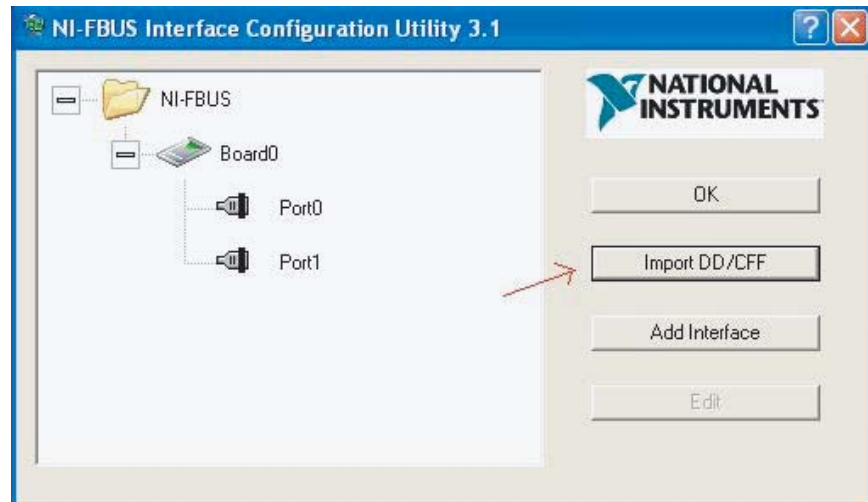 NI-FBUS Interface Configuration Utility 3.1
NI-FBUS
Board0
Port0
Port1
NATIONAL
INSTRUMENTS
OK
Import DD/CFF
Add Interface
Edit